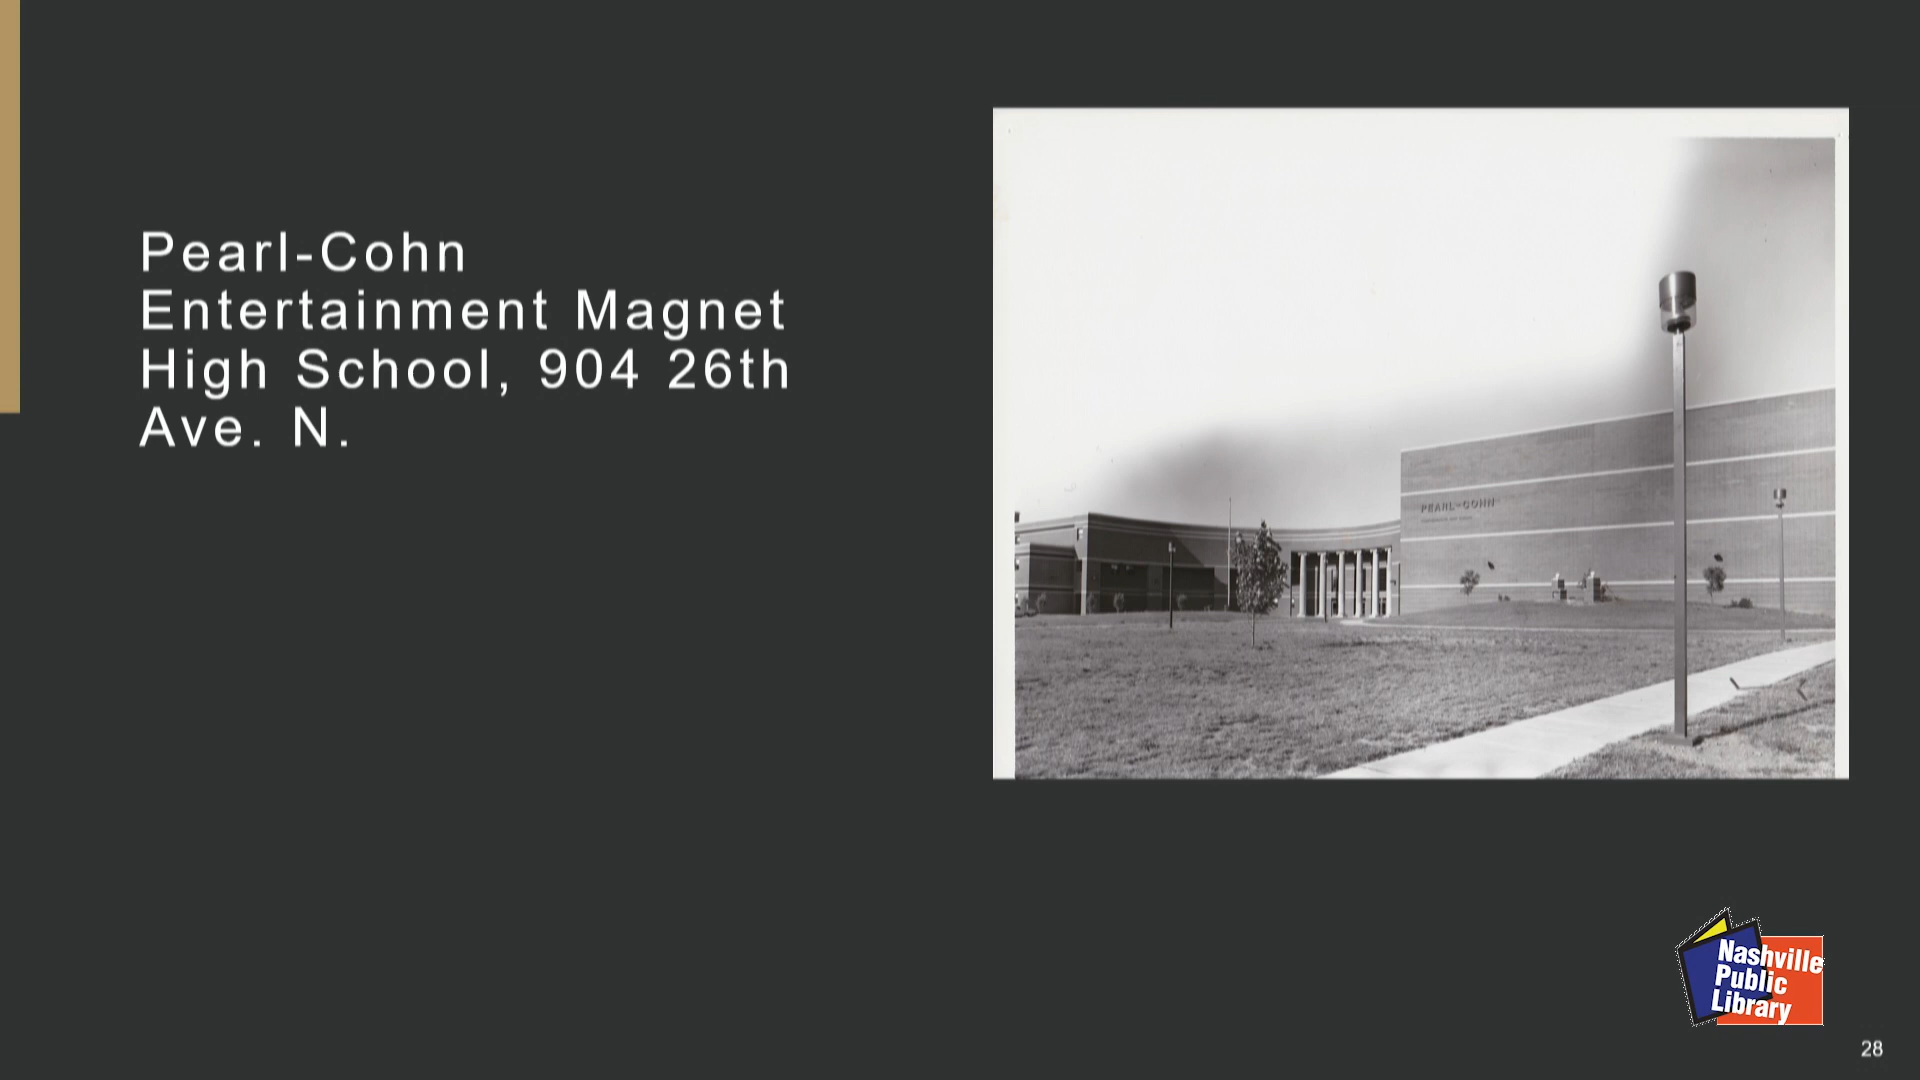 Pearl-Cohn
Entertainment Magnet
High School, 904 26th
Ave. N.
PEARL-COHN
Nashville
Public
Library
28